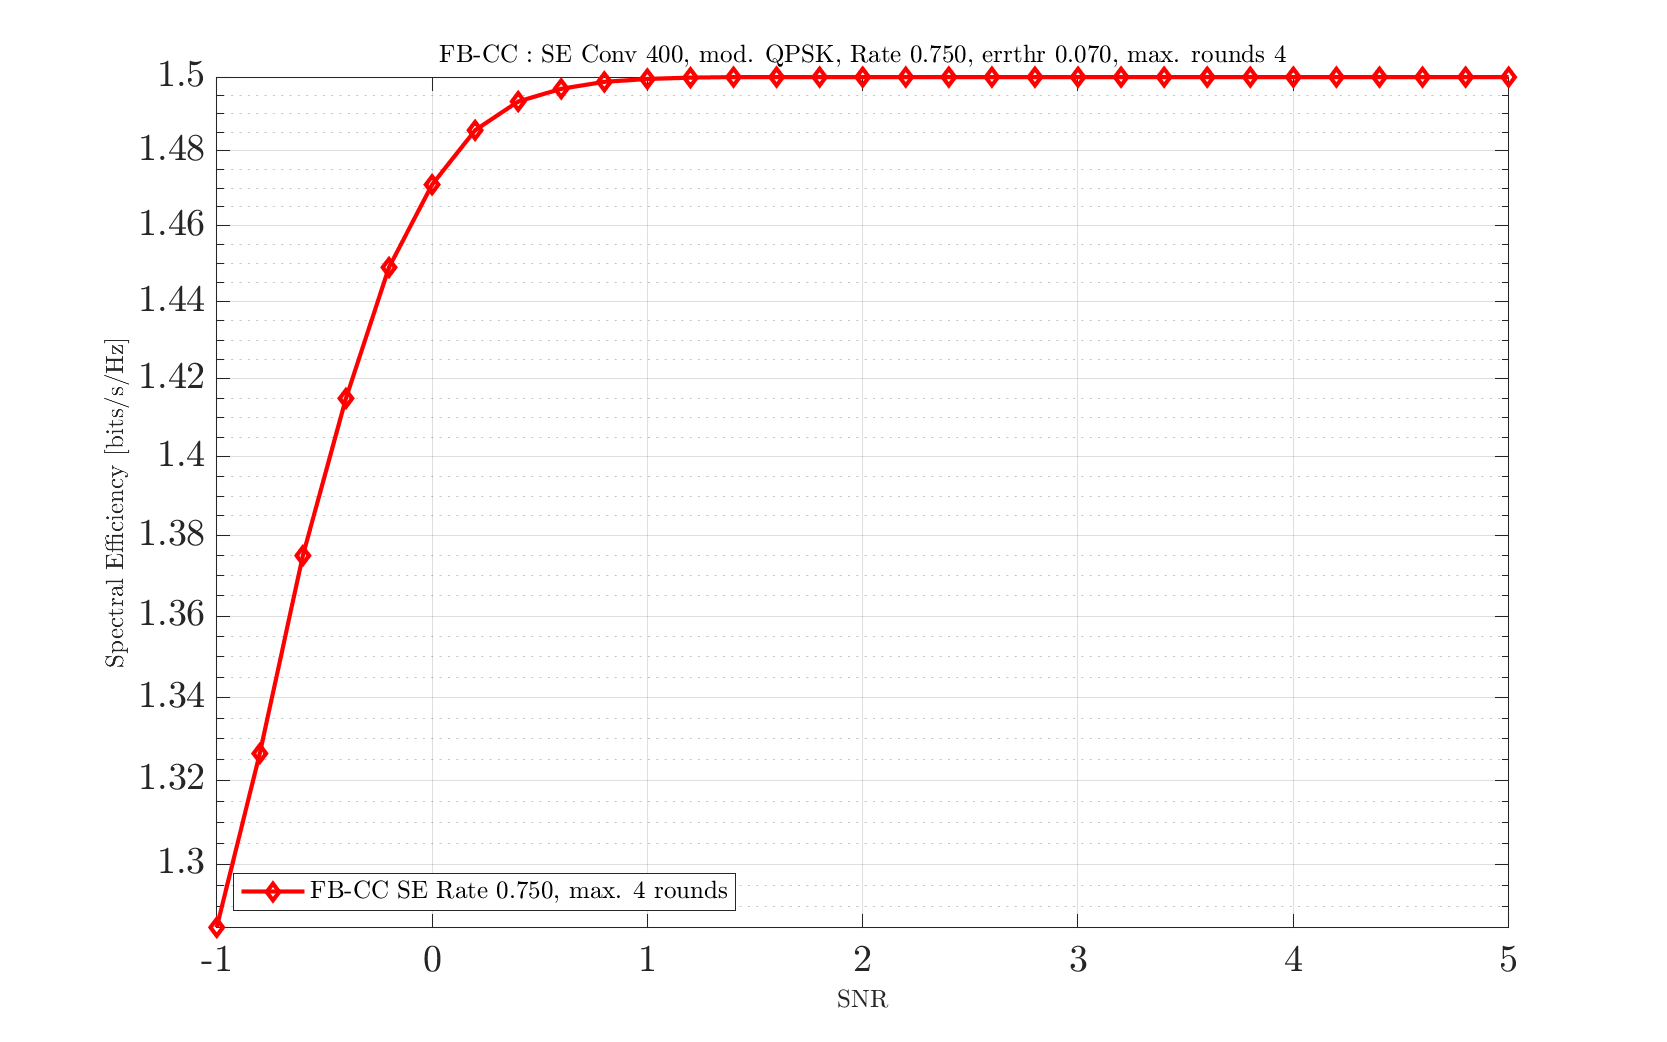 FB-CC : SE Conv 400, mod. QPSK, Rate 0.750, errthr 0.070, max. rounds 4
1.5
1.48
1.46
1.44
1.42
1.4
1.38
1.36
1.34
1.32
1.3
Spectral Efficiency [bits/s/Hz]
FB-CC SE Rate 0.750, max. 4 rounds
-1 0 1 2 3 4 5
SNR